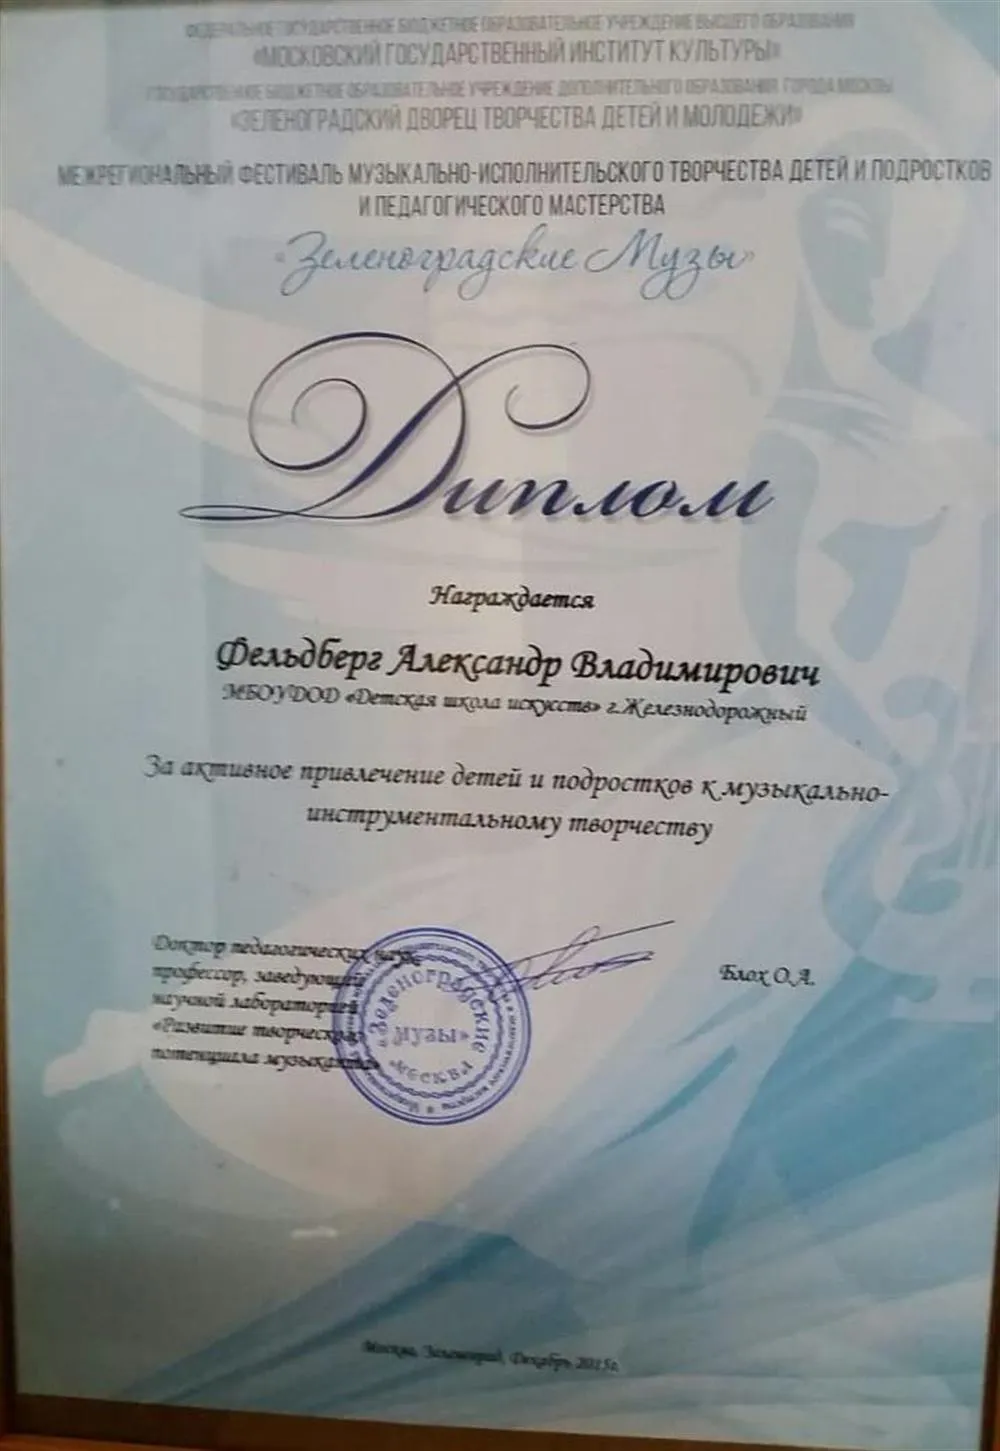 ФЕДЕРАЛЬНОЕ ГОСУДАРСТВЕННОЕ БЮДЖЕТНОЕ ОБРАЗОВАТЕЛЬНОЕ УЧРЕЖДЕНИЕ ВЫСШЕГО ОБРАЗОВАНИЯ
«МОСКОВСКИЙ ГОСУДАРСТВЕННЫЙ ИНСТИТУТ КУЛЬТУРЫ»
ГОСУДАРСТВЕННОЕ БЮДЖЕТНОЕ ОБРАЗОВАТЕЛЬНОЕ УЧРЕЖДЕНИЕ ДОПОЛНИТЕЛЬНОГО ОБРАЗОВАНИЯ ГОРОДА МОСКВЫ
«ЗЕЛЕНОГРАДСКИЙ ДВОРЕЦ ТВОРЧЕСТВА ДЕТЕЙ И МОЛОДЕЖИ»
МЕЖРЕГИОНАЛЬНЫЙ ФЕСТИВАЛЬ МУЗЫКАЛЬНО-ИСПОЛНИТЕЛЬСКОГО ТВОРЧЕСТВА ДЕТЕЙ И ПОДРОСТКОВ
И ПЕДАГОГИЧЕСКОГО МАСТЕРСТВА
«Зеленоградские Музы»
Диплом
Награждается
Фельдберг Александр Владимирович
МБОУДОД «Детская школа искусств» г.Железнодорожный
За активное привлечение детей и подростков к музыкально-
инструментальному творчеству
Доктор педагогических наук,
профессор, заведующий
научной лабораторией
«Развитие творческого
потенциала музыканта»
«Зеленоградские
музы»
МОСКВА
Блох О.А.
Москва, Зеленоград, Декабрь 2015г.